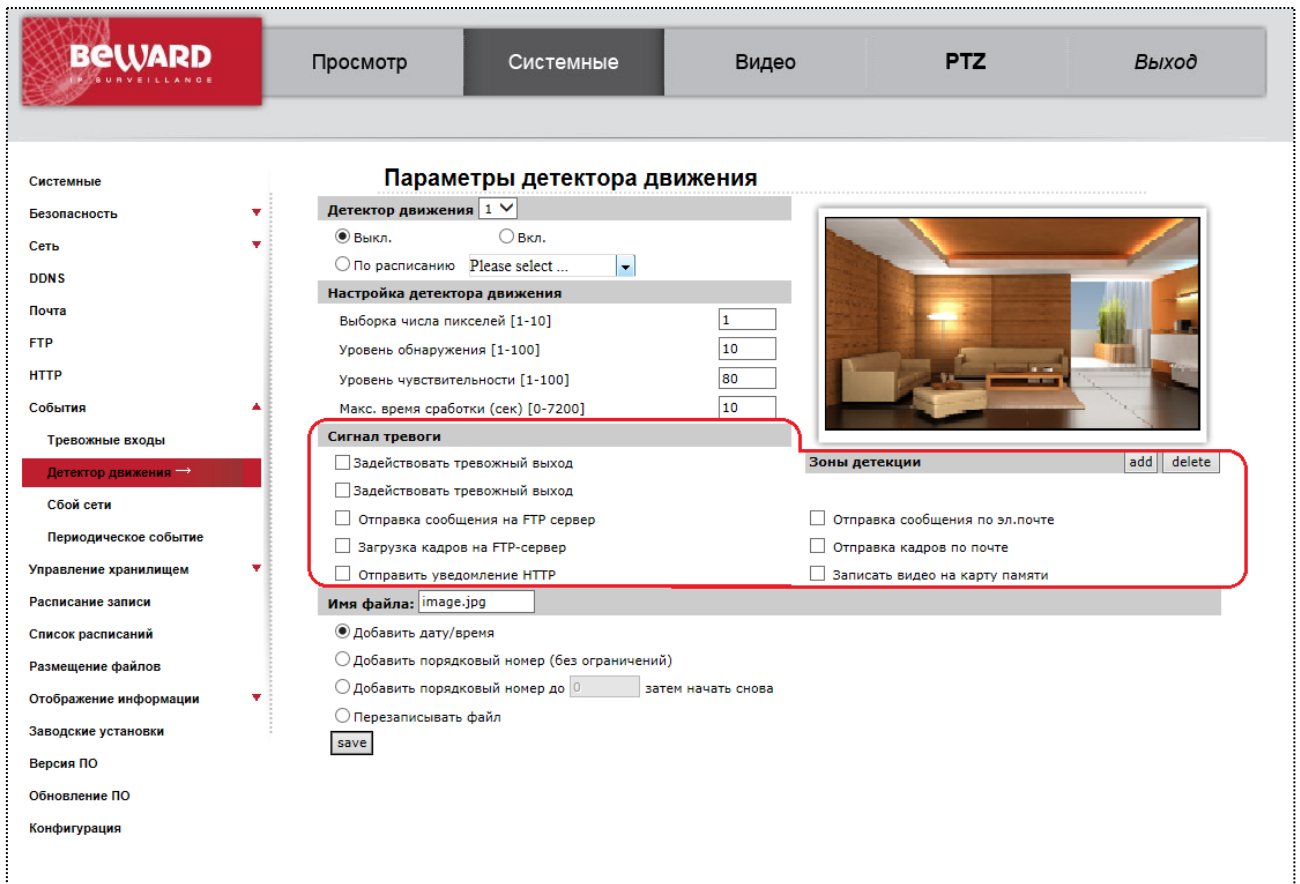 BEWARD
IP SURVEILLANCE
Просмотр
Системные
Видео
PTZ
Выход
Системные
Безопасность
Сеть
DDNS
Почта
FTP
HTTP
События
Тревожные входы
Детектор движения →
Сбой сети
Периодическое событие
Управление хранилищем
Расписание записи
Список расписаний
Размещение файлов
Отображение информации
Заводские установки
Версия ПО
Обновление ПО
Конфигурация
Параметры детектора движения
Детектор движения 1
Выкл. Вкл.
По расписанию Please select ...
Настройка детектора движения
Выборка числа пикселей [1-10] 1
Уровень обнаружения [1-100] 10
Уровень чувствительности [1-100] 80
Макс. время сработки (сек) [0-7200] 10
Сигнал тревоги
Зоны детекции add delete
Задействовать тревожный выход
Задействовать тревожный выход
Отправка сообщения на FTP сервер Отправка сообщения по эл.почте
Загрузка кадров на FTP-сервер Отправка кадров по почте
Отправить уведомление HTTP Записать видео на карту памяти
Имя файла: image.jpg
Добавить дату/время
Добавить порядковый номер (без ограничений)
Добавить порядковый номер до 0 затем начать снова
Перезаписывать файл
save